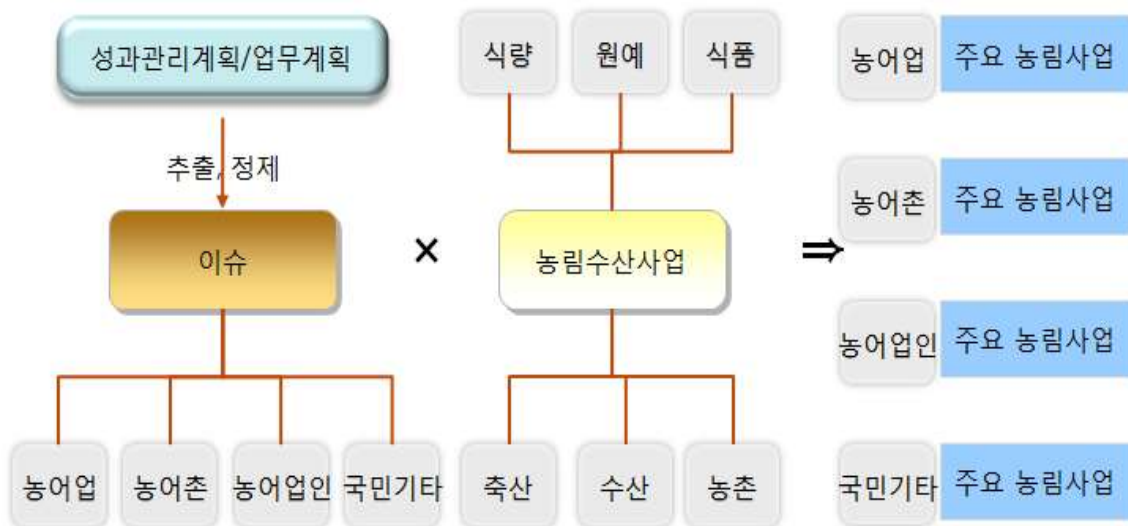 성과관리계획/업무계획
추출, 정제
이슈
농어업 농어촌 농어업인 국민기타
×
식량 원예 식품
농림수산사업
축산 수산 농촌
⇒
농어업 주요 농림사업
농어촌 주요 농림사업
농어업인 주요 농림사업
국민기타 주요 농림사업